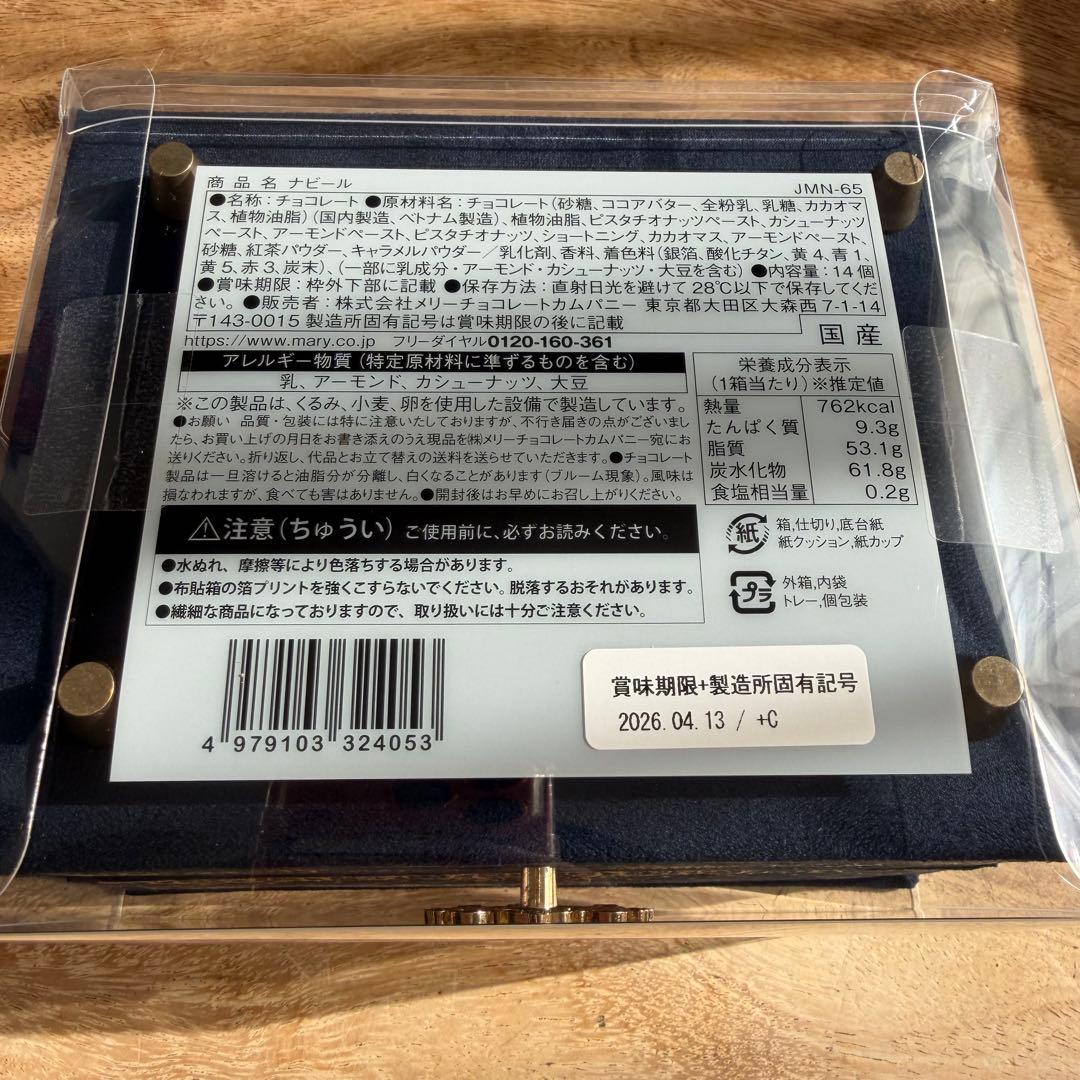 商品名 ナビール JMN-65
●名称：チョコレート ●原材料名：チョコレート（砂糖、ココアバター、全粉乳、乳糖、カカオマ
ス、植物油脂）（国内製造、ベトナム製造）、植物油脂、ピスタチオナッツペースト、カシューナッツ
ペースト、アーモンドペースト、ピスタチオナッツ、ショートニング、カカオマス、アーモンドペースト、
砂糖、紅茶パウダー、キャラメルパウダー／乳化剤、香料、着色料（銀箔、酸化チタン、黄4、青1、
黄5、赤3、炭末）、（一部に乳成分・アーモンド・カシューナッツ・大豆を含む） ●内容量：14個
●賞味期限：枠外下部に記載 ●保存方法：直射日光を避けて28℃以下で保存してくだ
さい。 ●販売者：株式会社メリーチョコレートカムパニー 東京都大田区大森西7-1-14
〒143-0015 製造所固有記号は賞味期限の後に記載
国産
https://www.mary.co.jp フリーダイヤル0120-160-361
アレルギー物質（特定原材料に準ずるものを含む）
乳、アーモンド、カシューナッツ、大豆
※この製品は、くるみ、小麦、卵を使用した設備で製造しています。
●お願い 品質・包装には特に注意いたしておりますが、不行き届きの点がございまし
たら、お買い上げの月日をお書き添えのうえ現品を㈱メリーチョコレートカムパニー宛にお
送りください。折り返し、代品とお立て替えの送料を送らせていただきます。●チョコレート
製品は一旦溶けると油脂分が分離し、白くなることがあります（ブルーム現象）。風味は
損なわれますが、食べても害はありません。●開封後はお早めにお召し上がりください。
栄養成分表示
（1箱当たり）※推定値
熱量 762kcal
たんぱく質 9.3g
脂質 53.1g
炭水化物 61.8g
食塩相当量 0.2g
⚠注意（ちゅうい） ご使用前に、必ずお読みください。
●水ぬれ、摩擦等により色落ちする場合があります。
●布貼箱の箔プリントを強くこすらないでください。脱落するおそれがあります。
●繊細な商品になっておりますので、取り扱いには十分ご注意ください。
紙 箱,仕切り,底台紙
紙クッション,紙カップ
プラ 外箱,内袋
トレー,個包装
4 979103 324053
賞味期限+製造所固有記号
2026.04.13 / +C